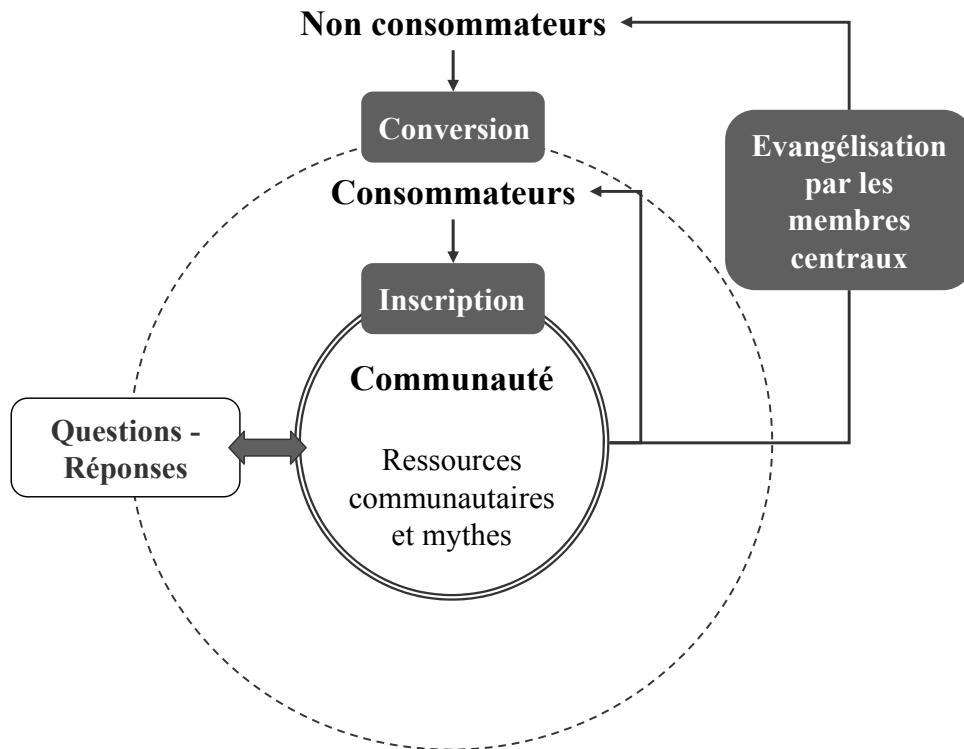 Non consommateurs
Conversion
Evangélisation
par les
membres
centraux
Consommateurs
Inscription
Communauté
Questions -
Réponses
Ressources
communautaires
et mythes